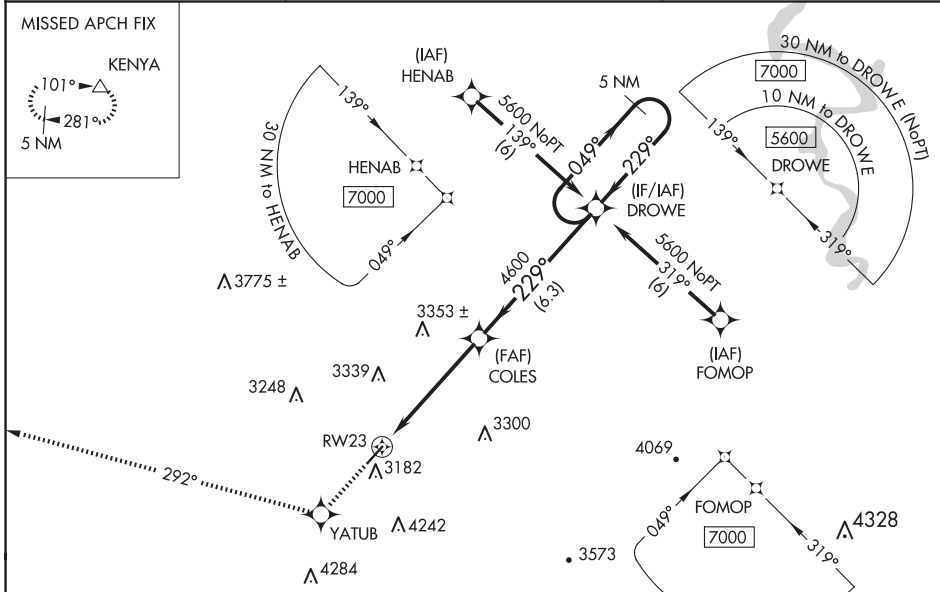 MISSED APCH FIX
KENYA
101°
281°
5 NM
30 NM to HENAB
139°
HENAB
7000
049°
(IAF)
HENAB
5600 NoPT
139°
(6)
5 NM
049°
229°
(IF/IAF)
DROWE
30 NM to DROWE (NoPT)
7000
10 NM to DROWE
5600
139°
DROWE
319°
5600 NoPT
319°
(6)
(IAF)
FOMOP
4600
229°
(6.3)
(FAF)
COLES
3775 ±
3353 ±
3339
3248
3300
RW23
3182
292°
YATUB
4242
4284
4069
FOMOP
7000
049°
319°
4328
3573